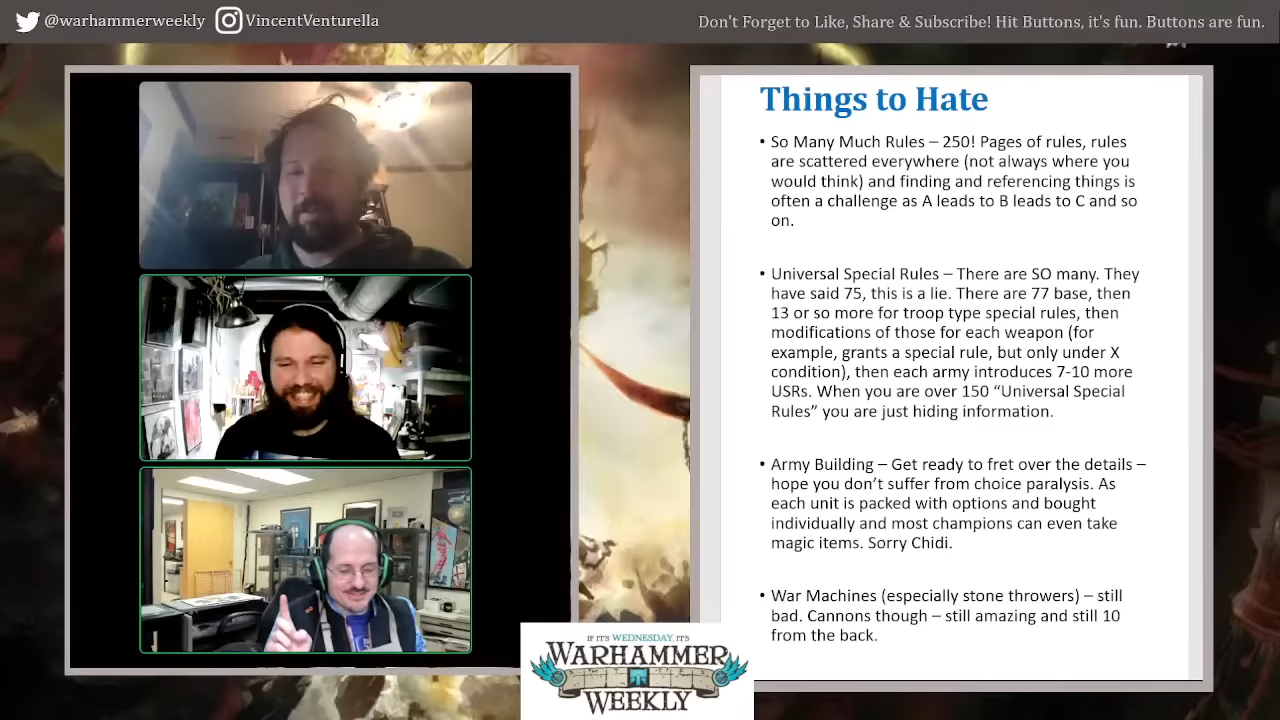 @warhammerweekly VincentVenturella
Don't Forget to Like, Share & Subscribe! Hit Buttons, it's fun. Buttons are fun.
Things to Hate
• So Many Much Rules – 250! Pages of rules, rules
are scattered everywhere (not always where you
would think) and finding and referencing things is
often a challenge as A leads to B leads to C and so
on.
• Universal Special Rules – There are SO many. They
have said 75, this is a lie. There are 77 base, then
13 or so more for troop type special rules, then
modifications of those for each weapon (for
example, grants a special rule, but only under X
condition), then each army introduces 7-10 more
USRs. When you are over 150 “Universal Special
Rules” you are just hiding information.
• Army Building – Get ready to fret over the details –
hope you don’t suffer from choice paralysis. As
each unit is packed with options and bought
individually and most champions can even take
magic items. Sorry Chidi.
• War Machines (especially stone throwers) – still
bad. Cannons though – still amazing and still 10
from the back.
IF IT'S WEDNESDAY, IT'S
WARHAMMER
WEEKLY